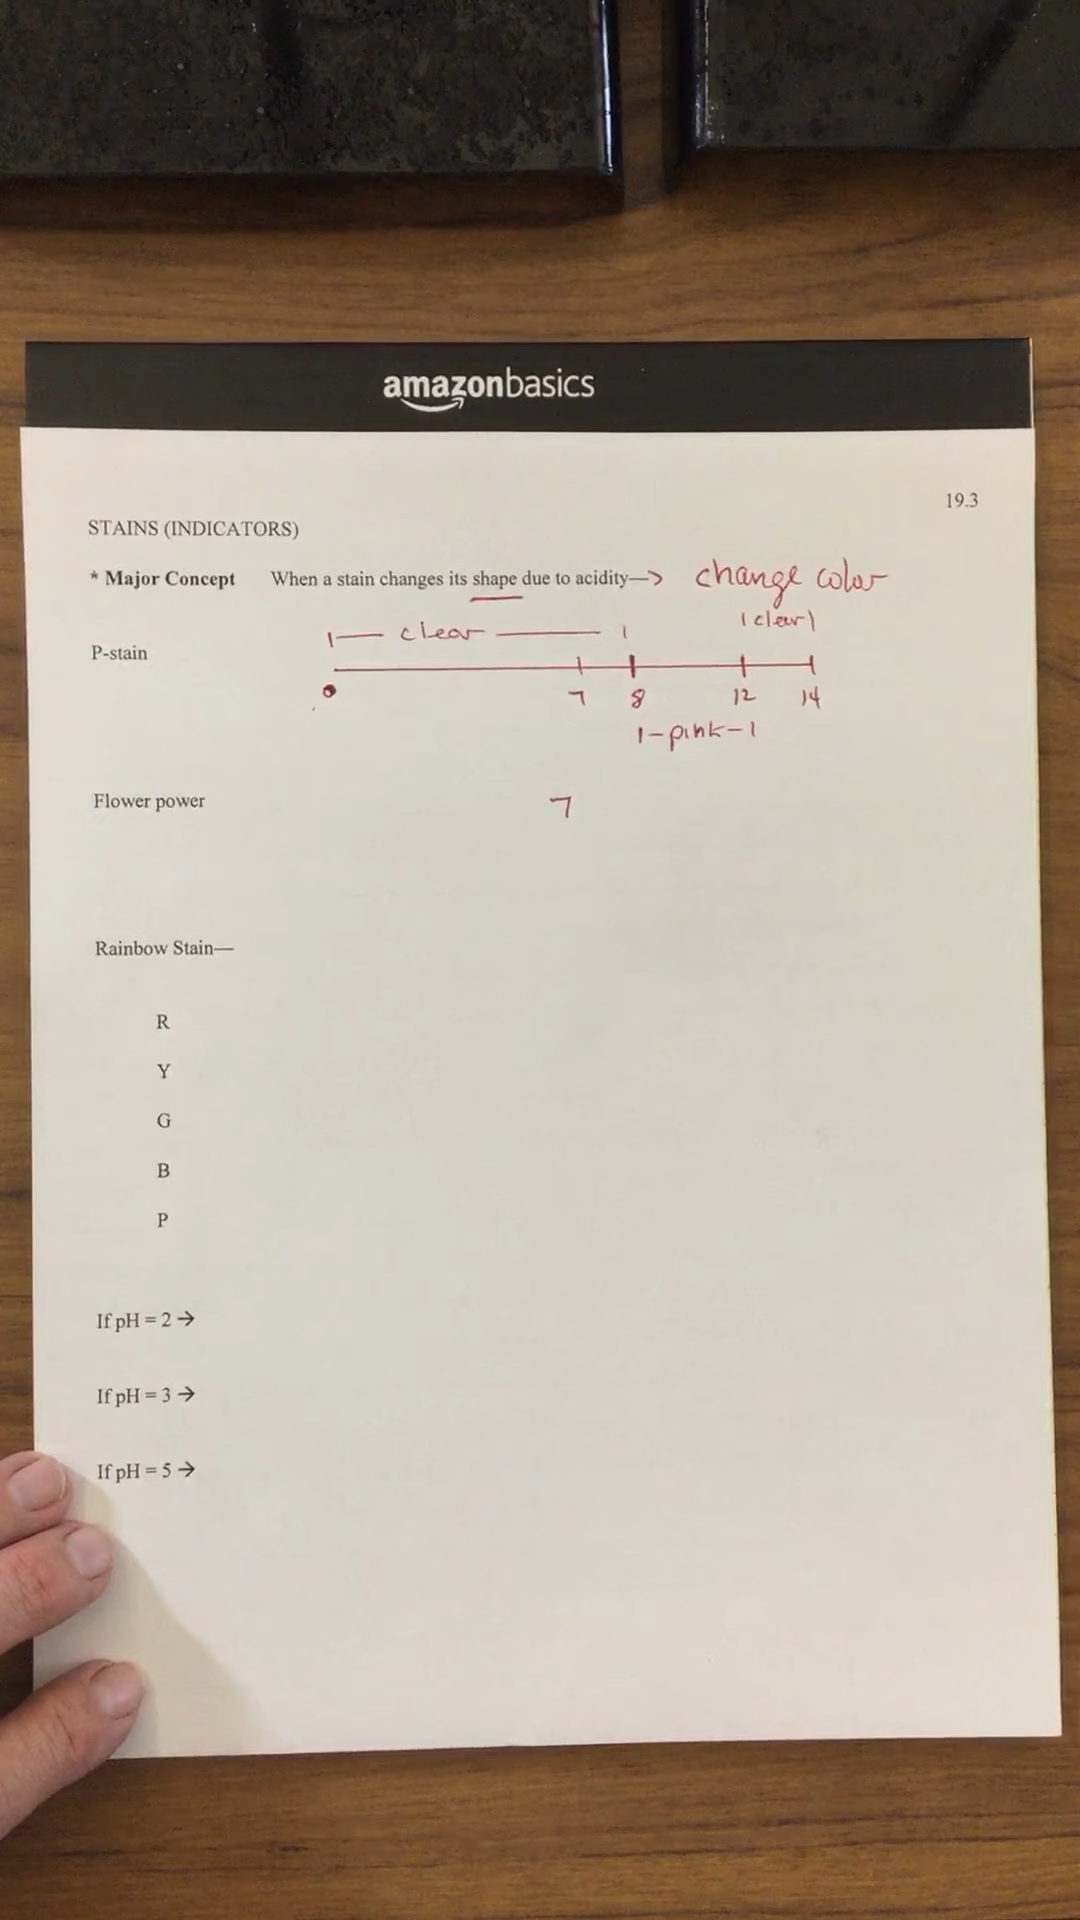 amazonbasics
19.3
STAINS (INDICATORS)
* Major Concept When a stain changes its shape due to acidity—> change color
|— clear —— | |clear|
P-stain
0 7 8 12 14
|-pink-|
Flower power 7
Rainbow Stain—
R
Y
G
B
P
If pH = 2 →
If pH = 3 →
If pH = 5 →